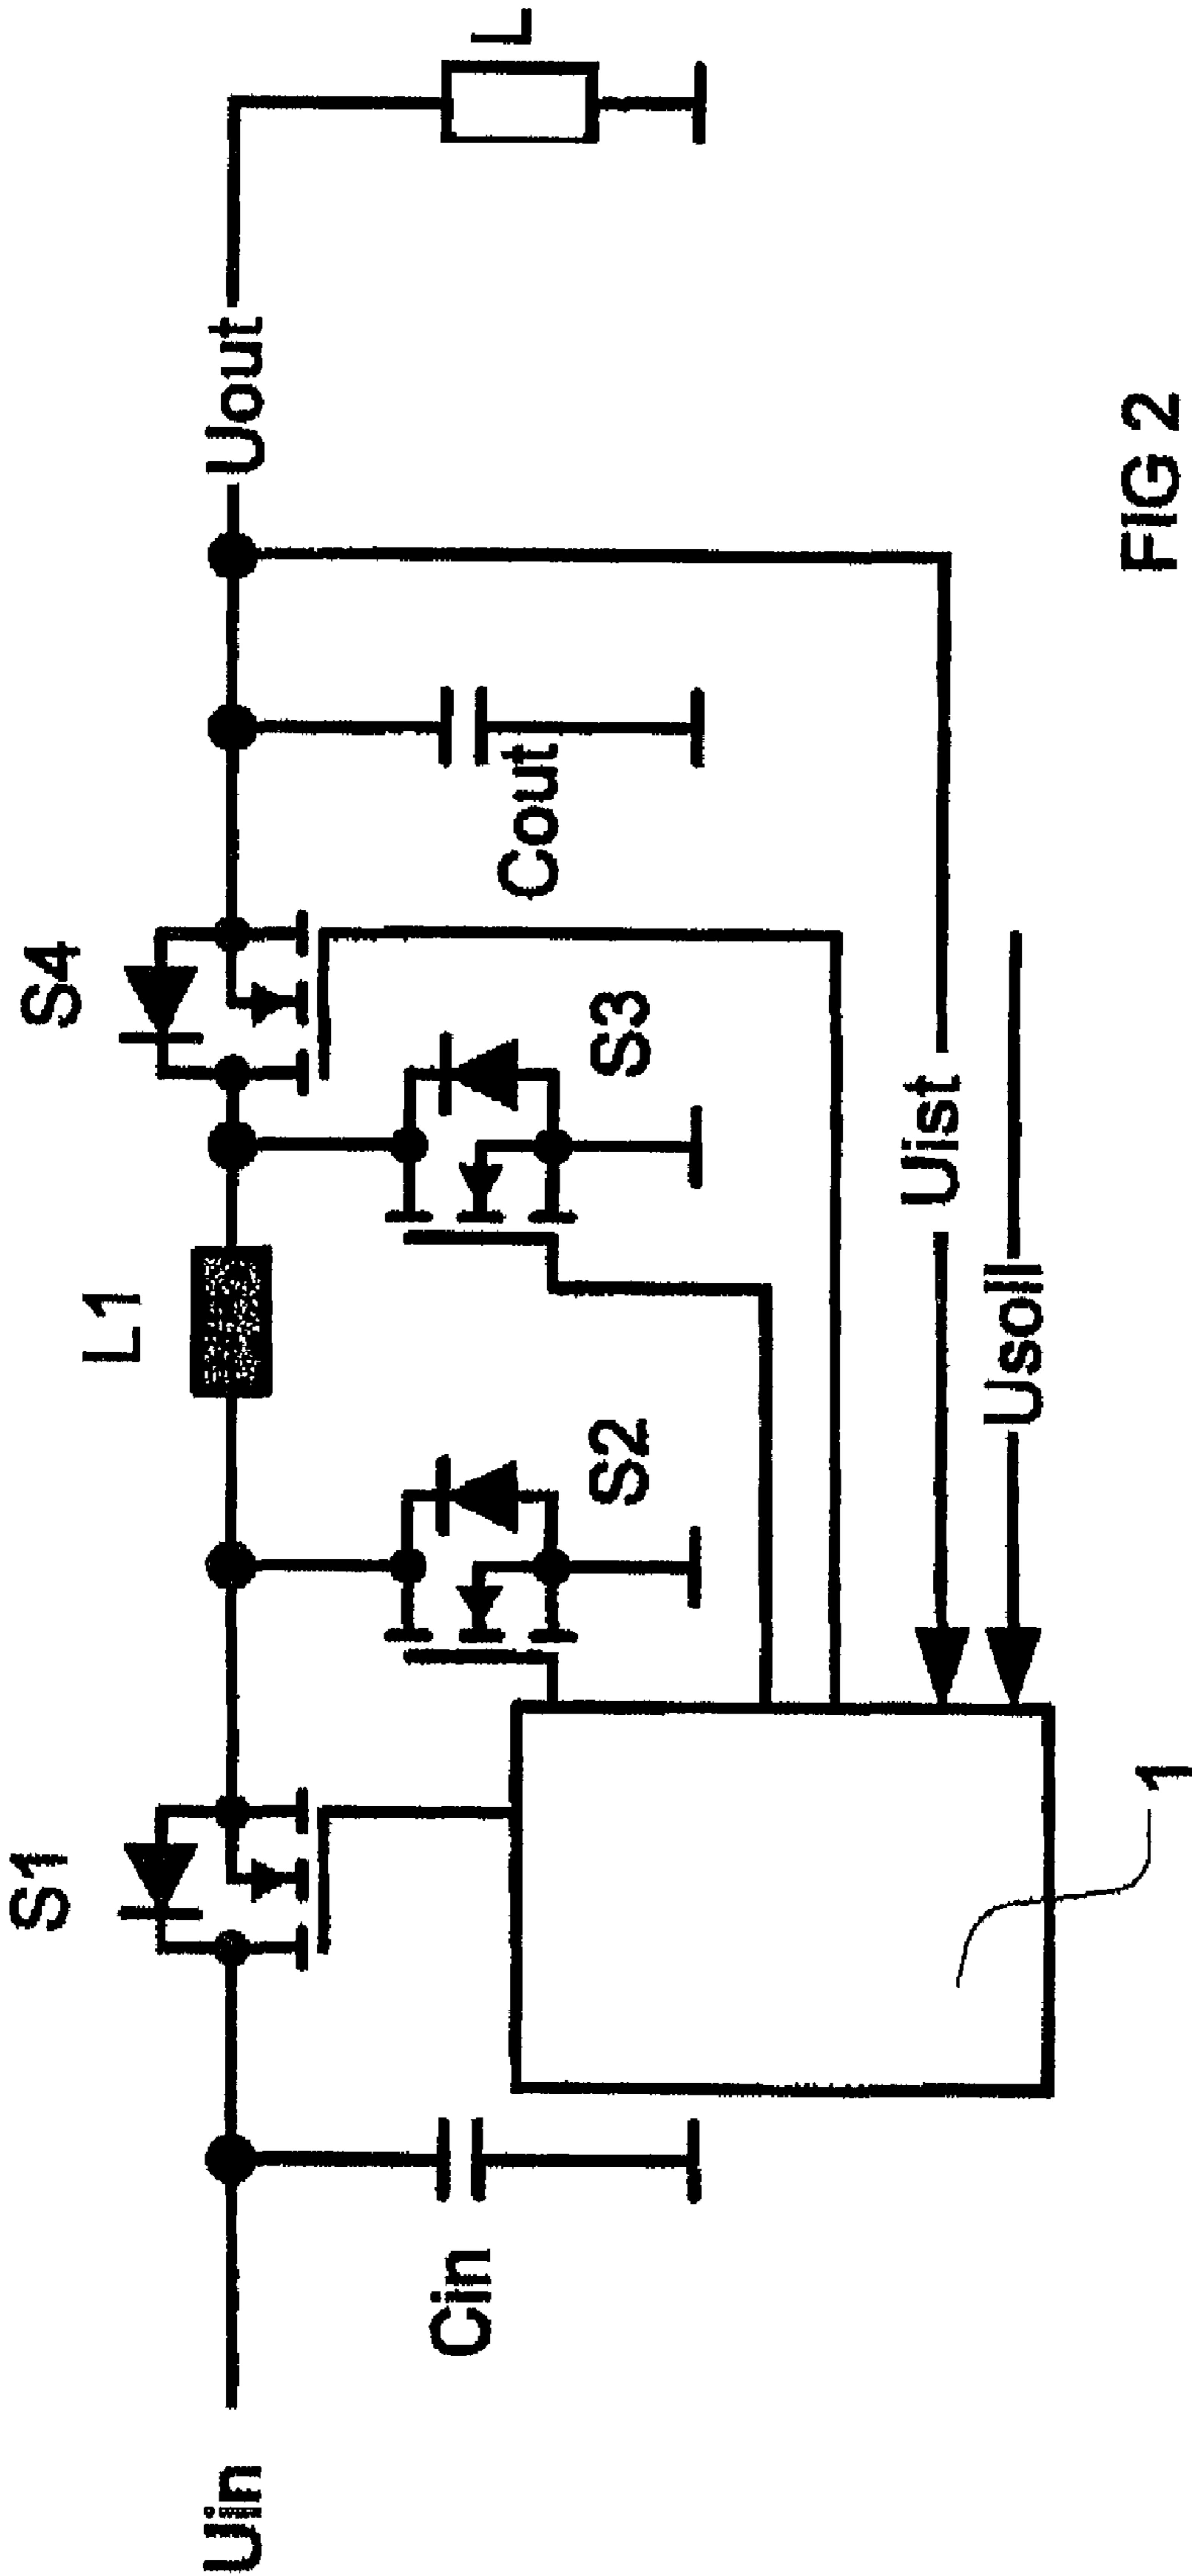 S1
L1
S4
Uin
Uout
L
Cin
S2
S3
Cout
Uist
Usoll
1
FIG 2